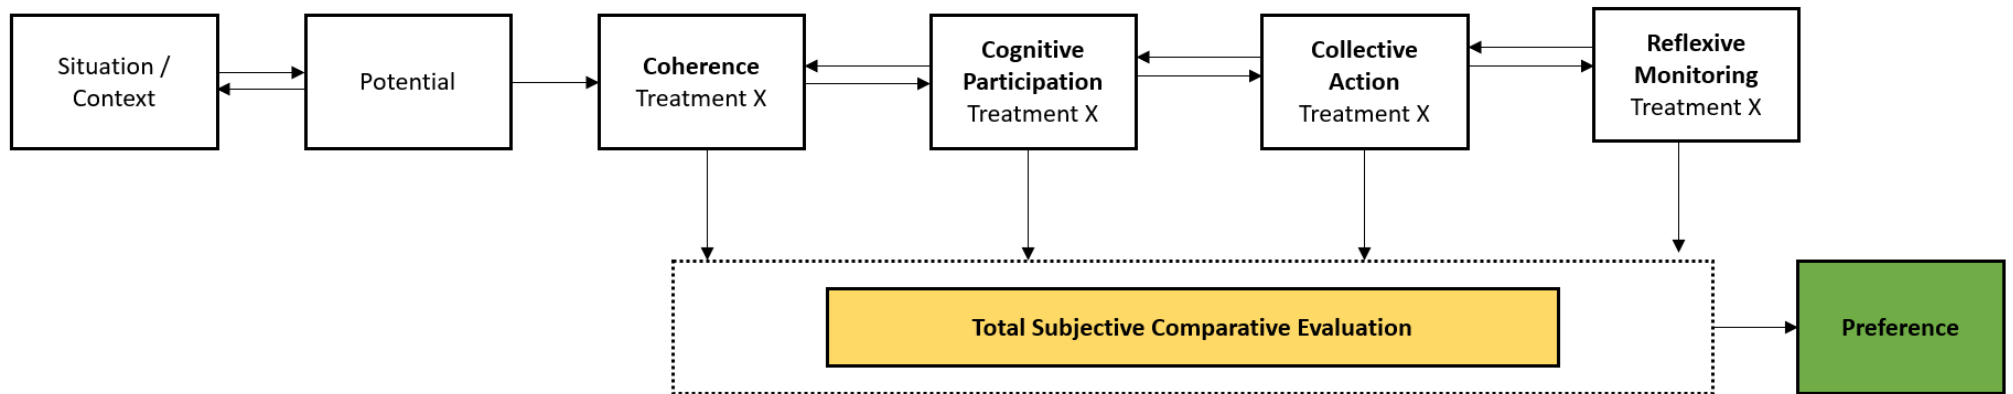 Situation /
Context
Potential
Coherence
Treatment X
Cognitive
Participation
Treatment X
Collective
Action
Treatment X
Reflexive
Monitoring
Treatment X
Total Subjective Comparative Evaluation
Preference